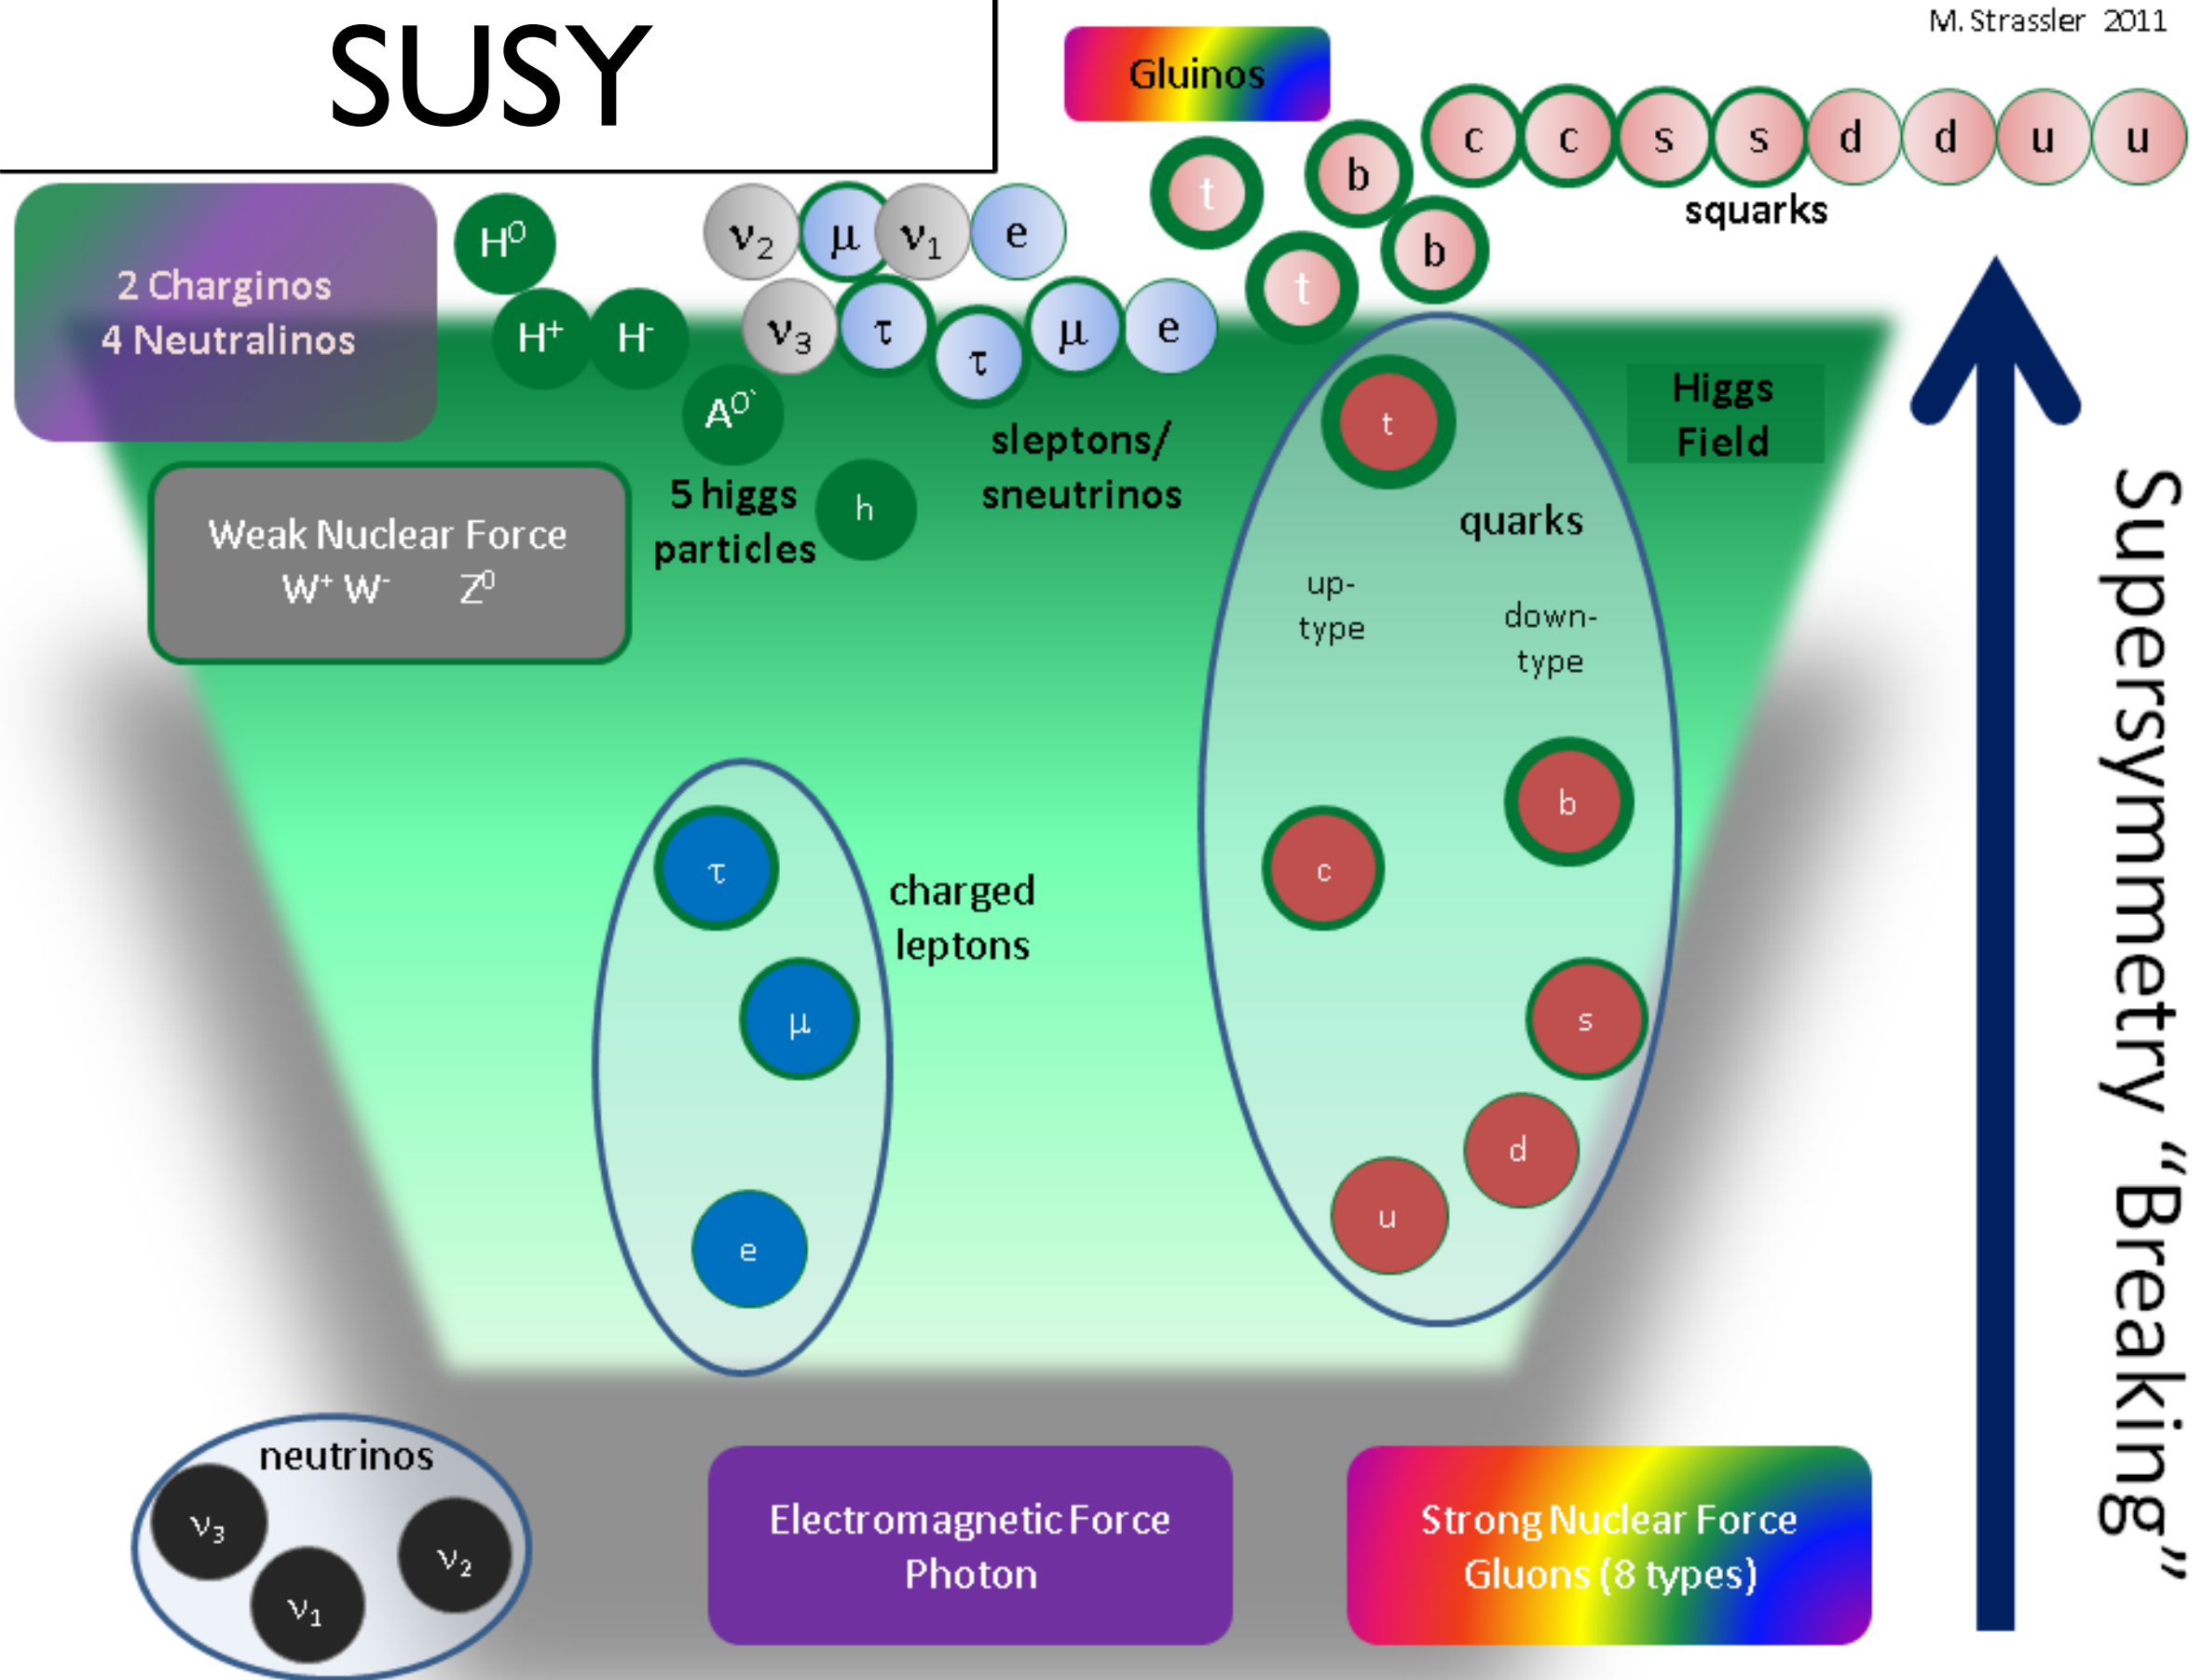 SUSY
M. Strassler 2011
Gluinos
c c s s d d u u
squarks
t
b
b
t
2 Charginos
4 Neutralinos
H⁰
H⁺ H⁻
A⁰`
h
5 higgs
particles
ν₂ μ ν₁ e
ν₃ τ τ μ e
sleptons/
sneutrinos
Higgs
Field
Weak Nuclear Force
W⁺ W⁻ Z⁰
t
quarks
up-
type
down-
type
b
c
s
d
u
τ
μ
e
charged
leptons
neutrinos
ν₃
ν₁
ν₂
Electromagnetic Force
Photon
Strong Nuclear Force
Gluons (8 types)
Supersymmetry “Breaking”